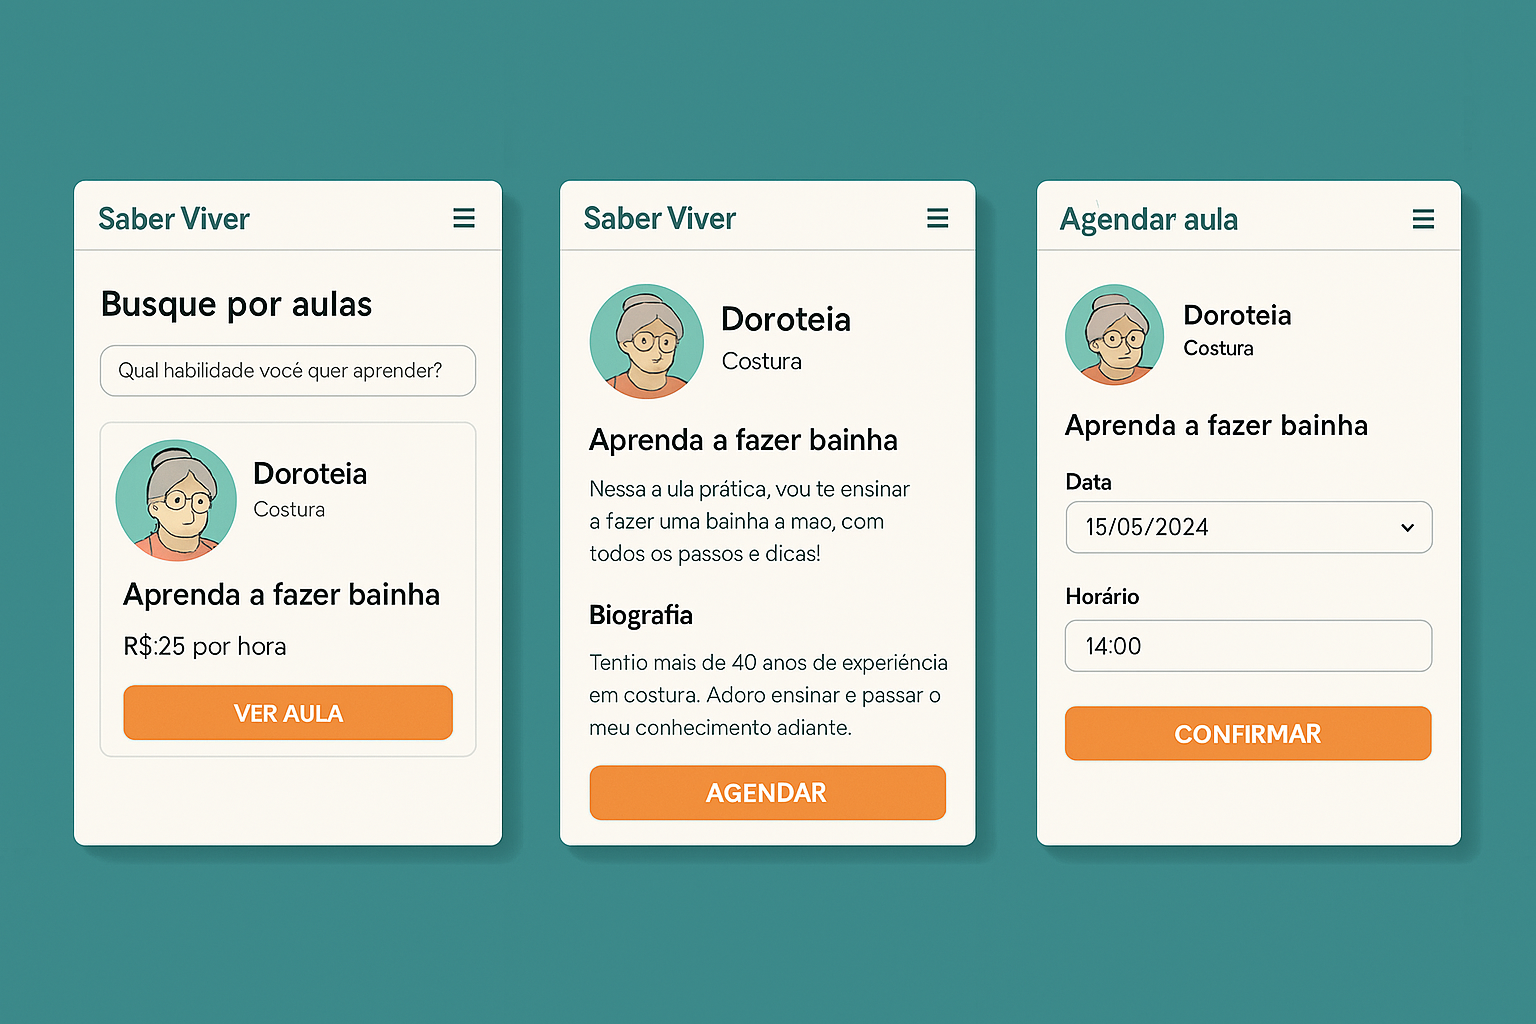 Saber Viver
Busque por aulas
Qual habilidade vocé quer aprender?
Doroteia
Costura
Aprenda a fazer bainha
R$:25 por hora
VER AULA
Saber Viver
Doroteia
Costura
Aprenda a fazer bainha
Nessa a ula prática, vou te ensinar
a fazer uma bainha a mao, com
todos os passos e dicas!
Biografia
Tentio mais de 40 anos de experiéncia
em costura. Adoro ensinar e passar o
meu conhecimento adiante.
AGENDAR
Agendar aula
Doroteia
Costura
Aprenda a fazer bainha
Data
15/05/2024
Horário
14:00
CONFIRMAR